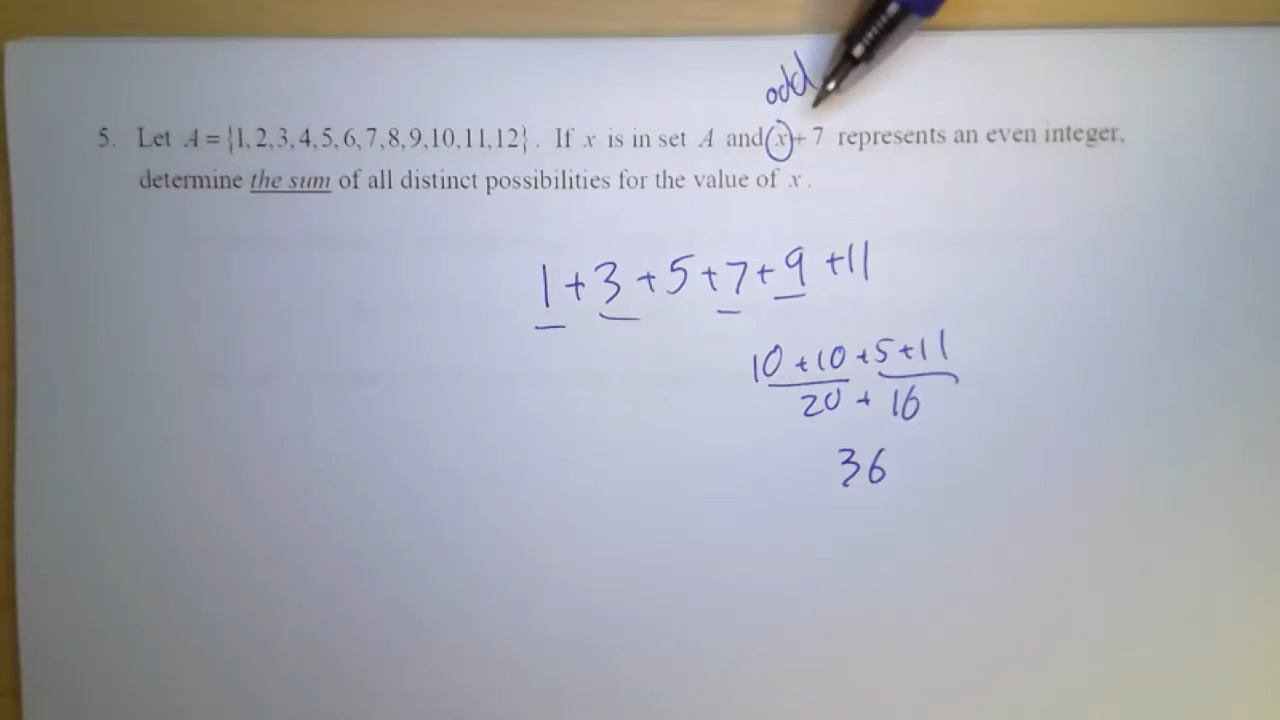 odd
5. Let A = {1, 2, 3, 4, 5, 6, 7, 8, 9, 10, 11, 12}. If x is in set A and x + 7 represents an even integer,
determine the sum of all distinct possibilities for the value of x.
1 + 3 + 5 + 7 + 9 + 11
10 + 10 + 5 + 11
20 + 16
36